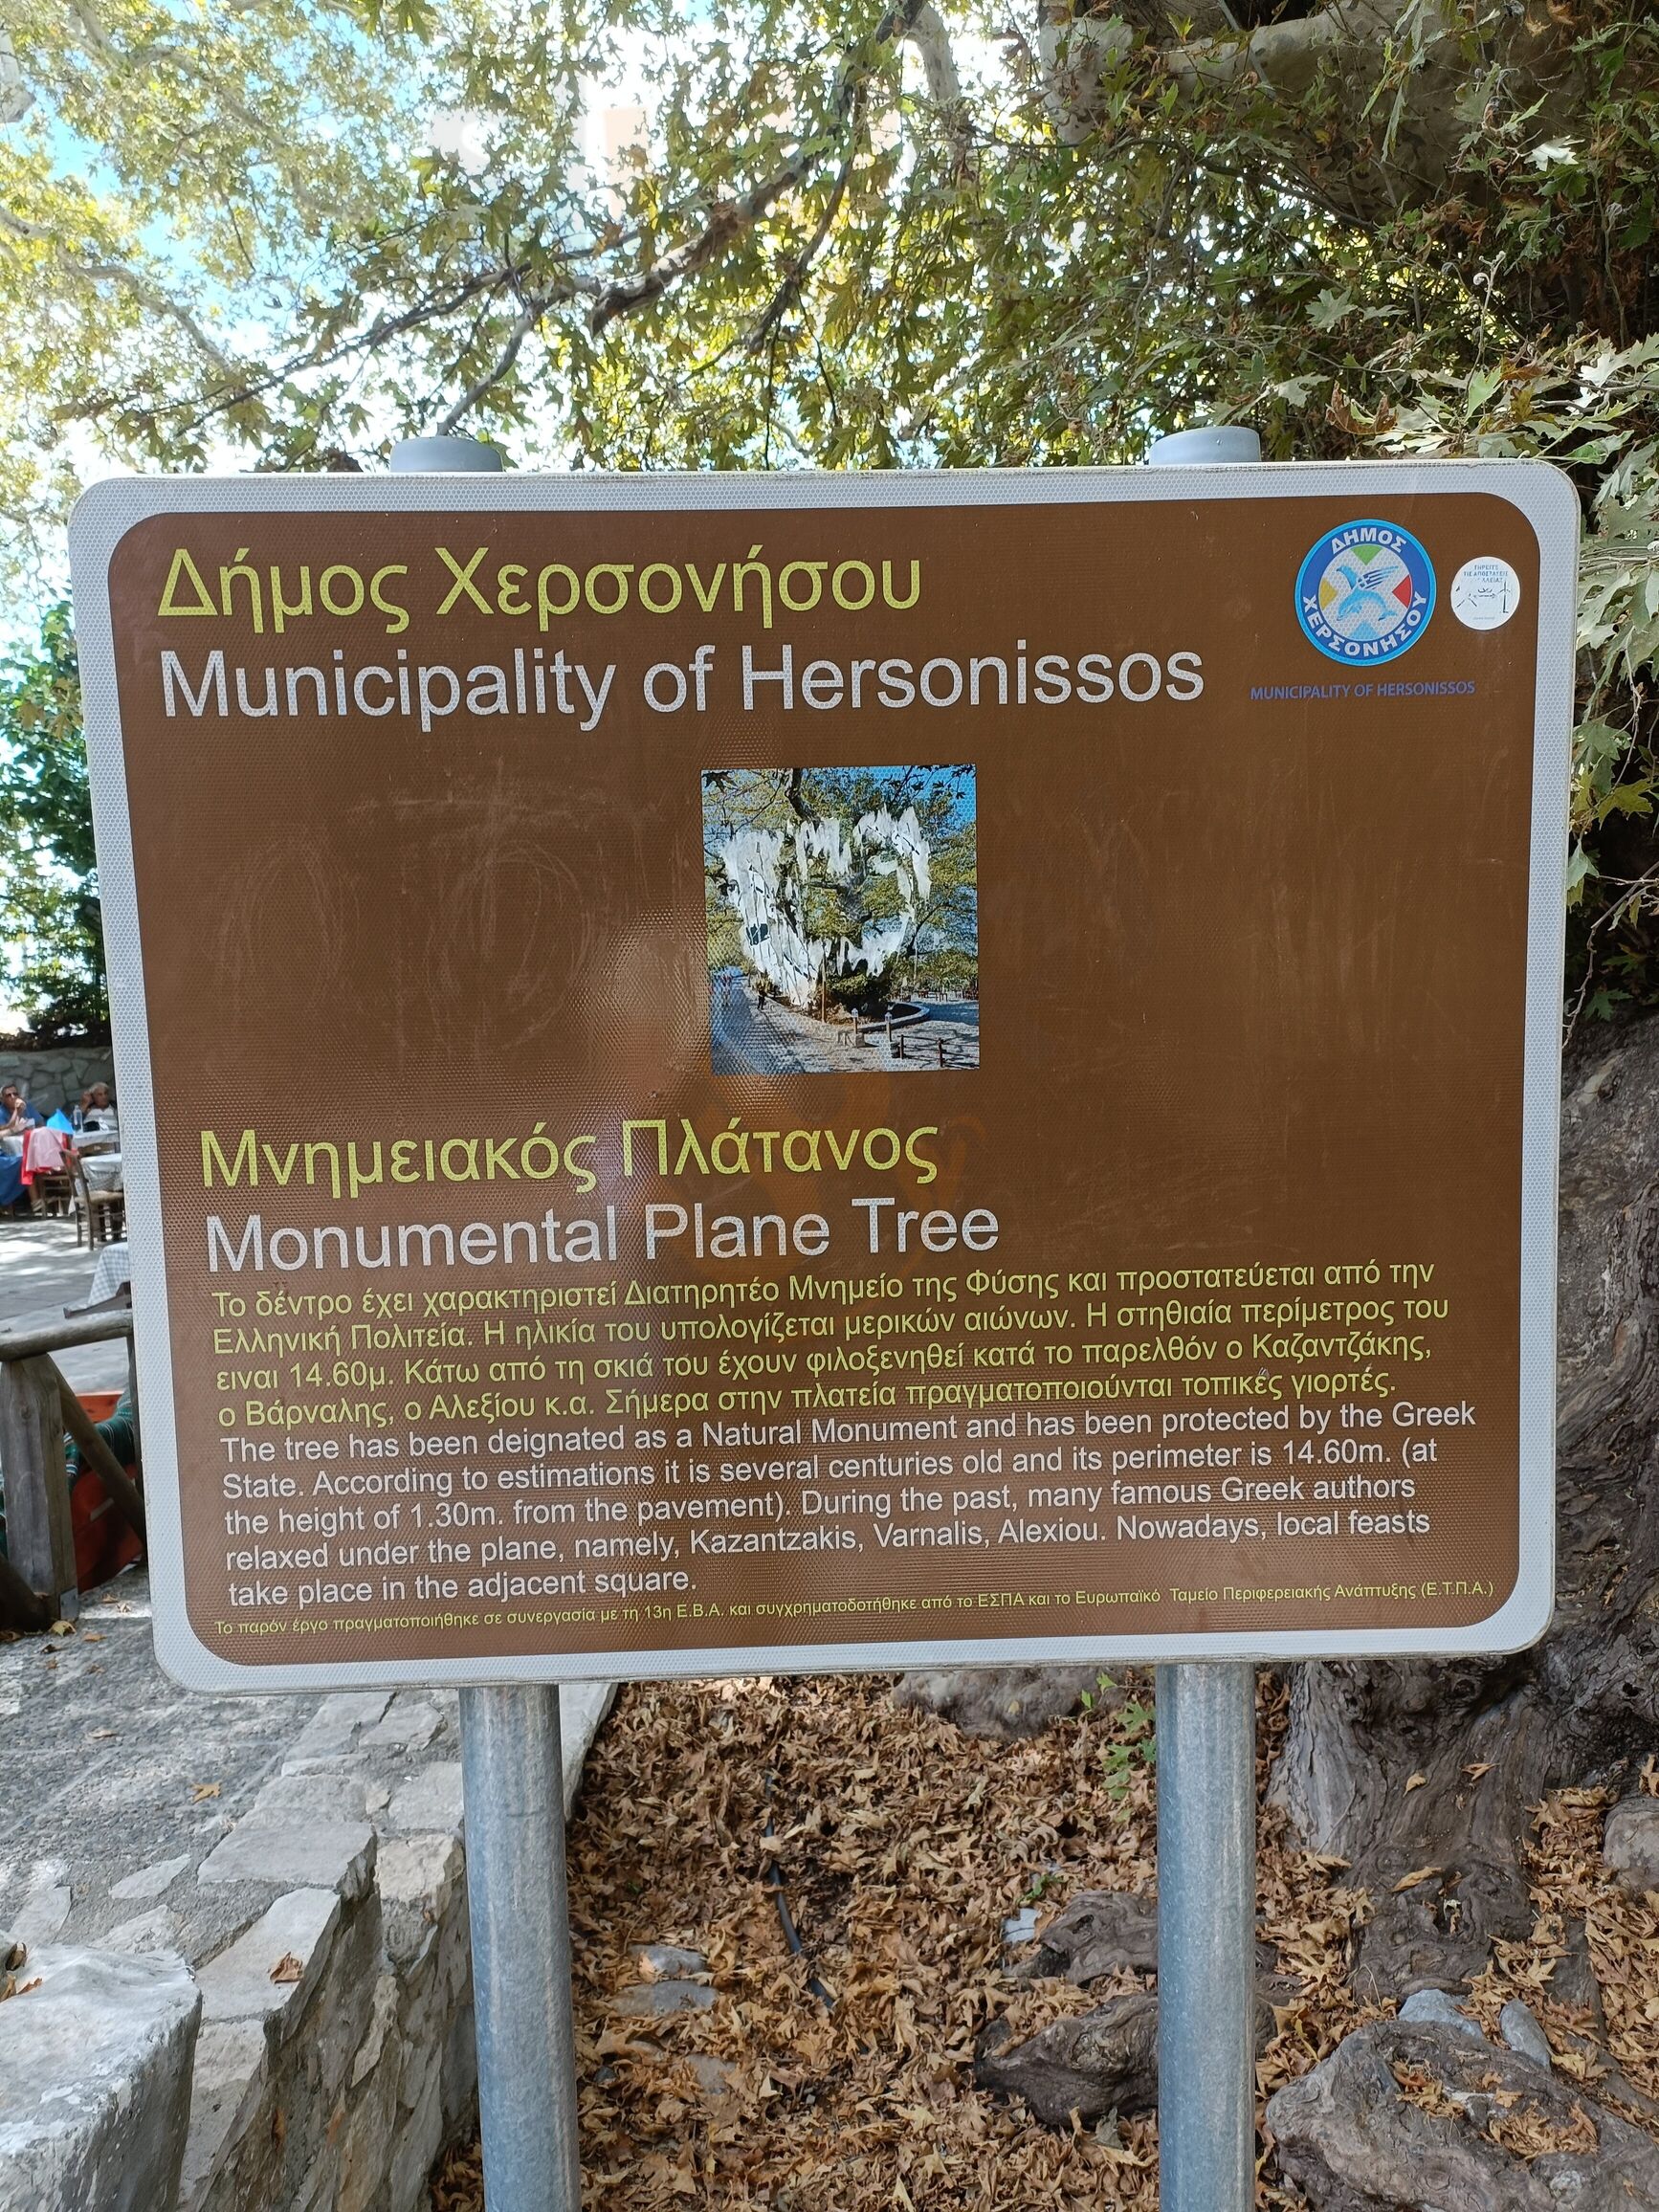 Δήμος Χερσονήσου
Municipality of Hersonissos
ΔΗΜΟΣ ΧΕΡΣΟΝΗΣΟΥ
MUNICIPALITY OF HERSONISSOS
Μνημειακός Πλάτανος
Monumental Plane Tree
Το δέντρο έχει χαρακτηριστεί Διατηρητέο Μνημείο της Φύσης και προστατεύεται από την
Ελληνική Πολιτεία. Η ηλικία του υπολογίζεται μερικών αιώνων. Η στηθιαία περίμετρος του
ειναι 14.60μ. Κάτω από τη σκιά του έχουν φιλοξενηθεί κατά το παρελθόν ο Καζαντζάκης,
ο Βάρναλης, ο Αλεξίου κ.α. Σήμερα στην πλατεία πραγματοποιούνται τοπικές γιορτές.
The tree has been deignated as a Natural Monument and has been protected by the Greek
State. According to estimations it is several centuries old and its perimeter is 14.60m. (at
the height of 1.30m. from the pavement). During the past, many famous Greek authors
relaxed under the plane, namely, Kazantzakis, Varnalis, Alexiou. Nowadays, local feasts
take place in the adjacent square.
Το παρόν έργο πραγματοποιήθηκε σε συνεργασία με τη 13η Ε.Β.Α. και συγχρηματοδοτήθηκε από το ΕΣΠΑ και το Ευρωπαϊκό Ταμείο Περιφερειακής Ανάπτυξης (Ε.Τ.Π.Α.)